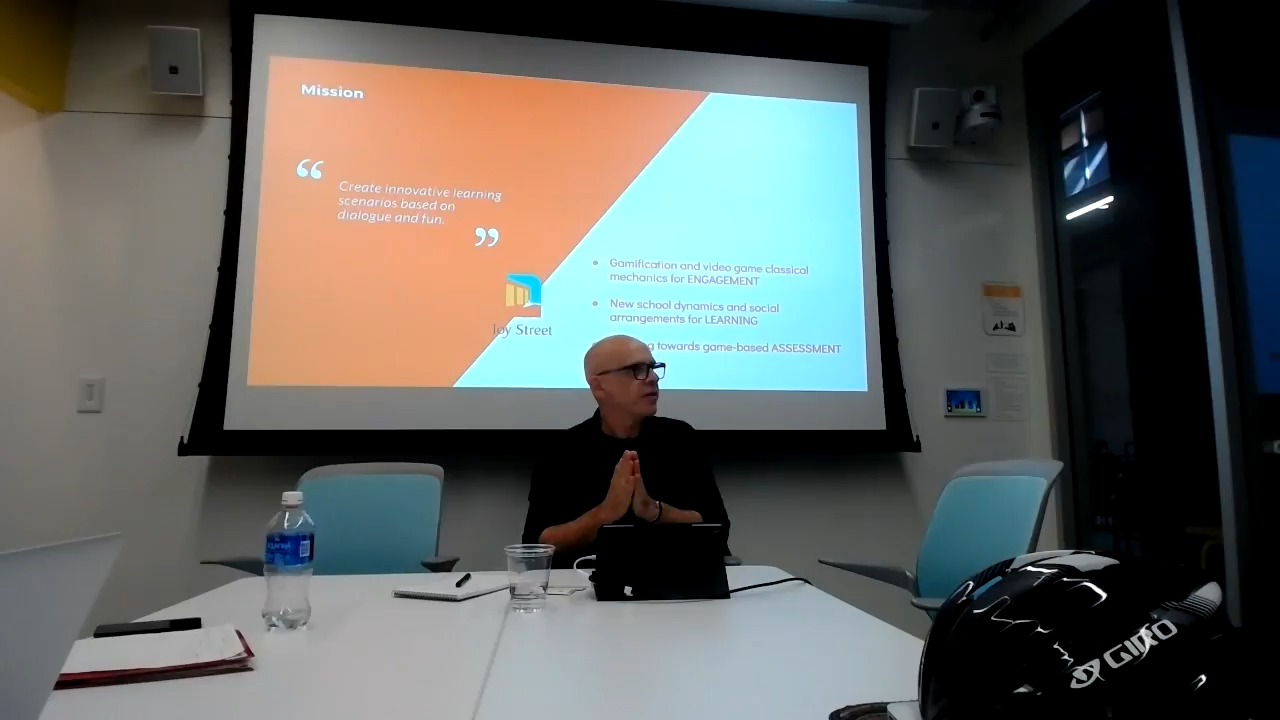 Mission
“
Create innovative learning
scenarios based on
dialogue and fun.
”
Joy Street
• Gamification and video game classical
mechanics for ENGAGEMENT
• New school dynamics and social
arrangements for LEARNING
towards game-based ASSESSMENT
GIRO